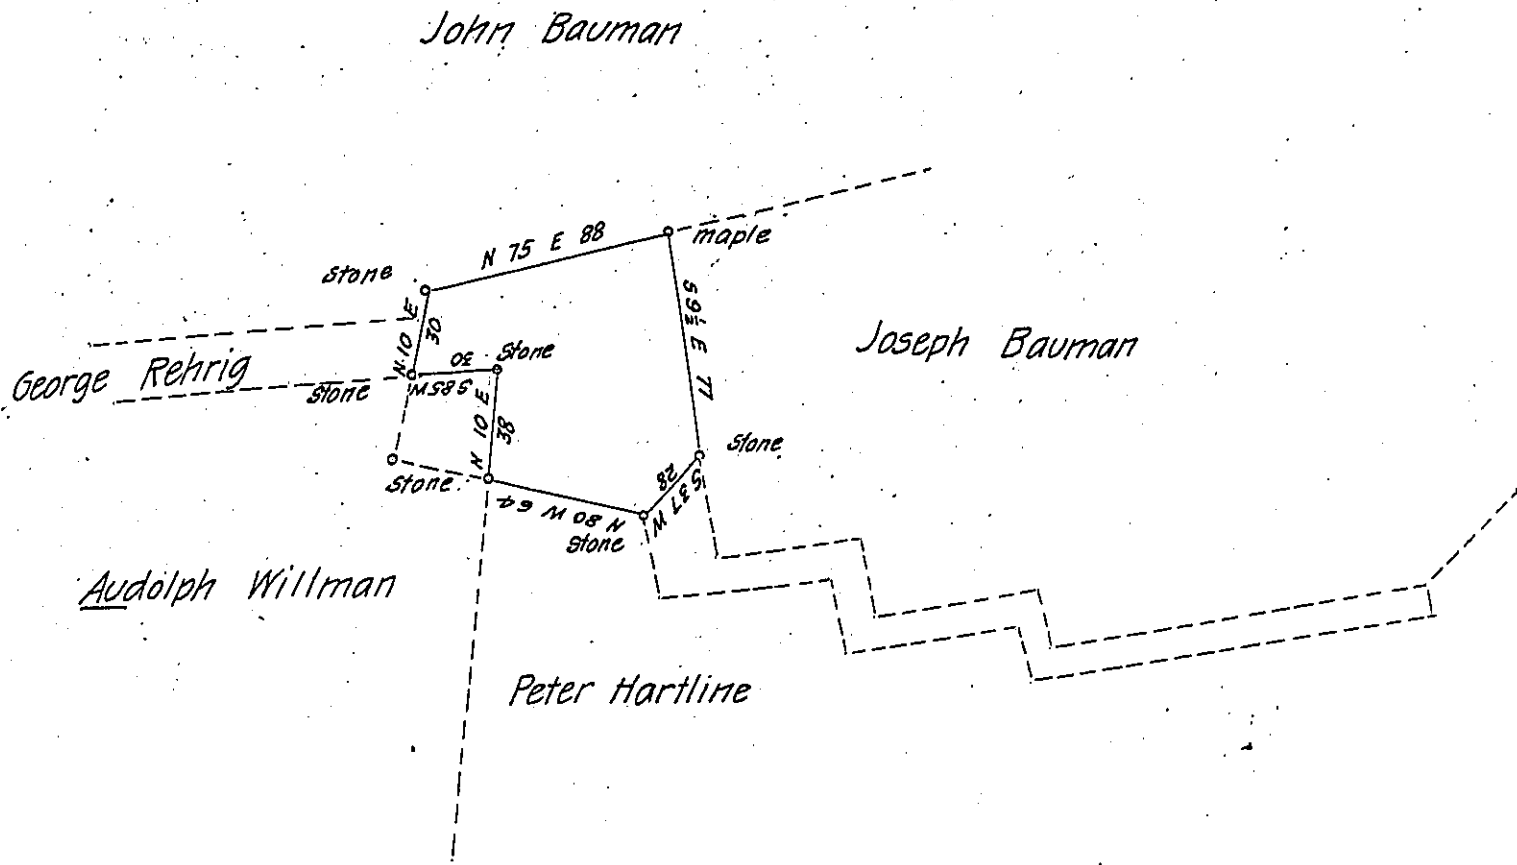 John Bauman
N 75 E 88
maple
Stone
N 10 E
30
S 9½ E 77
Joseph Bauman
George Rehrig
Stone
30
S 85 W
Stone
N 10 E
38
Stone
Stone
28
S 37 W
N 80 W 64
Stone
Audolph Willman
Peter Hartline